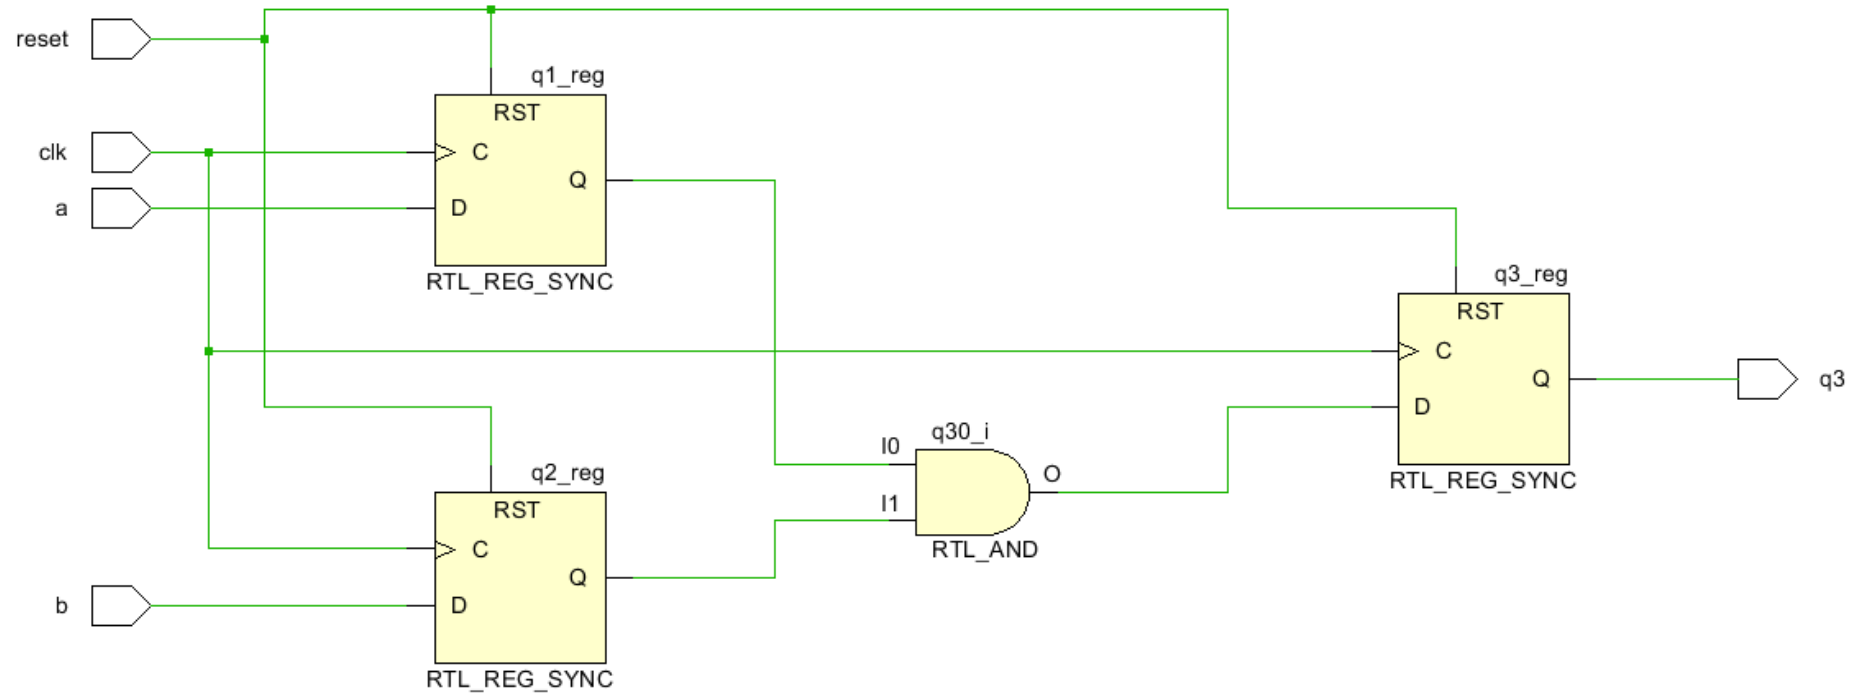 reset
q1_reg
RST
clk
C
Q
a
D
RTL_REG_SYNC
q3_reg
RST
C
Q
q3
D
RTL_REG_SYNC
q2_reg
RST
C
Q
b
D
RTL_REG_SYNC
I0
q30_i
O
I1
RTL_AND